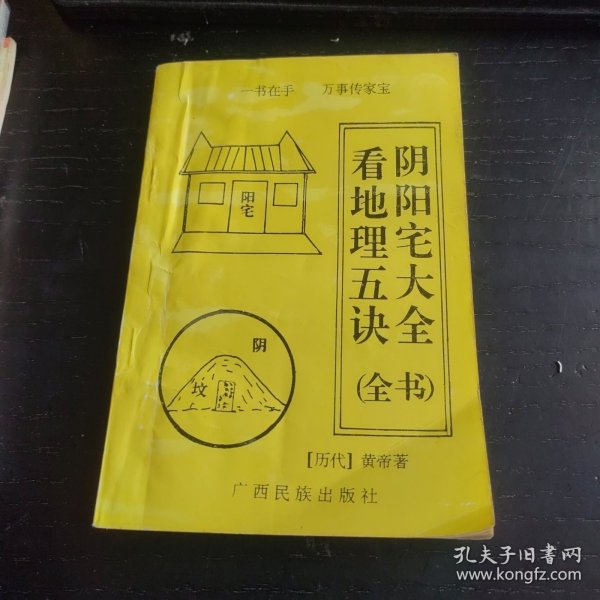 一书在手 万事传家宝
阴阳宅大全
看地理五诀
(全书)
阳宅
阴
坟
[历代] 黄帝著
广西民族出版社
孔夫子旧书网
www.kongfz.com